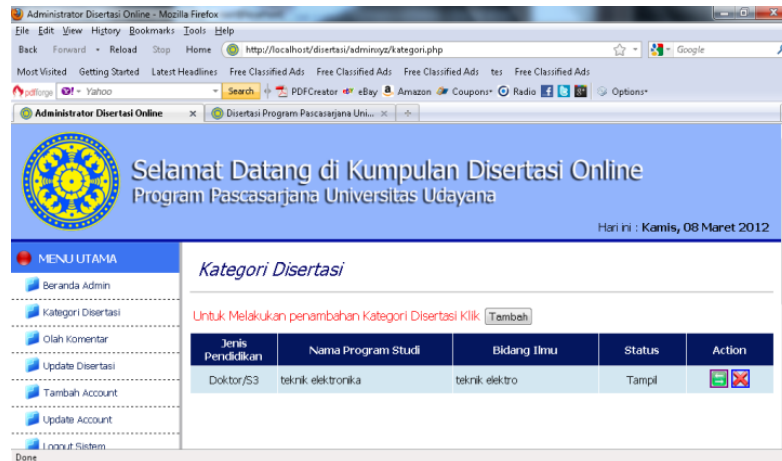 Administrator Disertasi Online - Mozilla Firefox
File Edit View History Bookmarks Tools Help
Back Forward Reload Stop Home http://localhost/disertasi/adminxyz/kategori.php Google
Most Visited Getting Started Latest Headlines Free Classified Ads Free Classified Ads Free Classified Ads tes Free Classified Ads
pdfforge Yahoo Search PDFCreator eBay Amazon Coupons Radio Options
Administrator Disertasi Online Disertasi Program Pascasarjana Uni...
Selamat Datang di Kumpulan Disertasi Online
Program Pascasarjana Universitas Udayana
Hari ini : Kamis, 08 Maret 2012
MENU UTAMA
Beranda Admin
Kategori Disertasi
Olah Komentar
Update Disertasi
Tambah Account
Update Account
Logout Sistem
Kategori Disertasi
Untuk Melakukan penambahan Kategori Disertasi Klik Tambah
Jenis Pendidikan Nama Program Studi Bidang Ilmu Status Action
Doktor/S3 teknik elektronika teknik elektro Tampil
Done